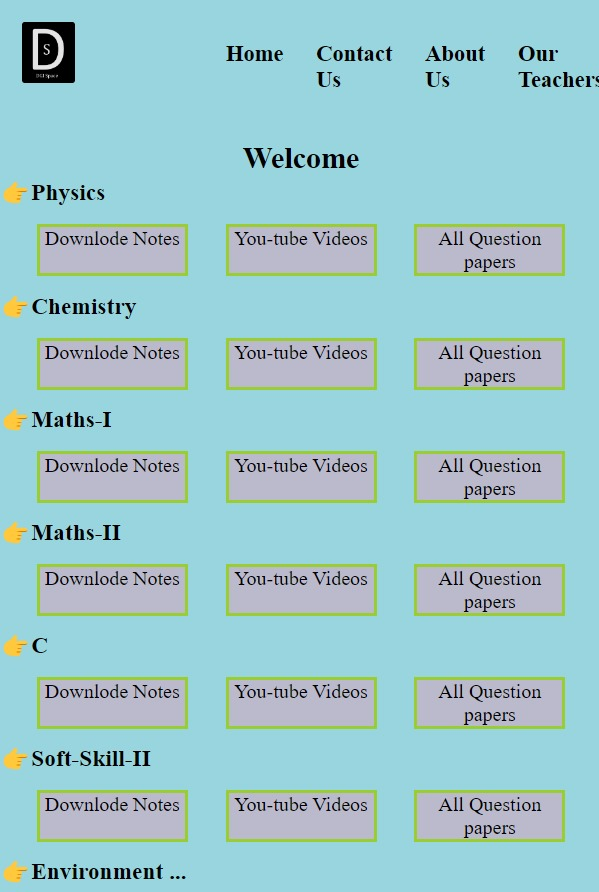 D
S
DGI Space
Home Contact About Our
Us Us Teachers
Welcome
👉Physics
Downlode Notes You-tube Videos All Question
papers
👉Chemistry
Downlode Notes You-tube Videos All Question
papers
👉Maths-I
Downlode Notes You-tube Videos All Question
papers
👉Maths-II
Downlode Notes You-tube Videos All Question
papers
👉C
Downlode Notes You-tube Videos All Question
papers
👉Soft-Skill-II
Downlode Notes You-tube Videos All Question
papers
👉Environment ...